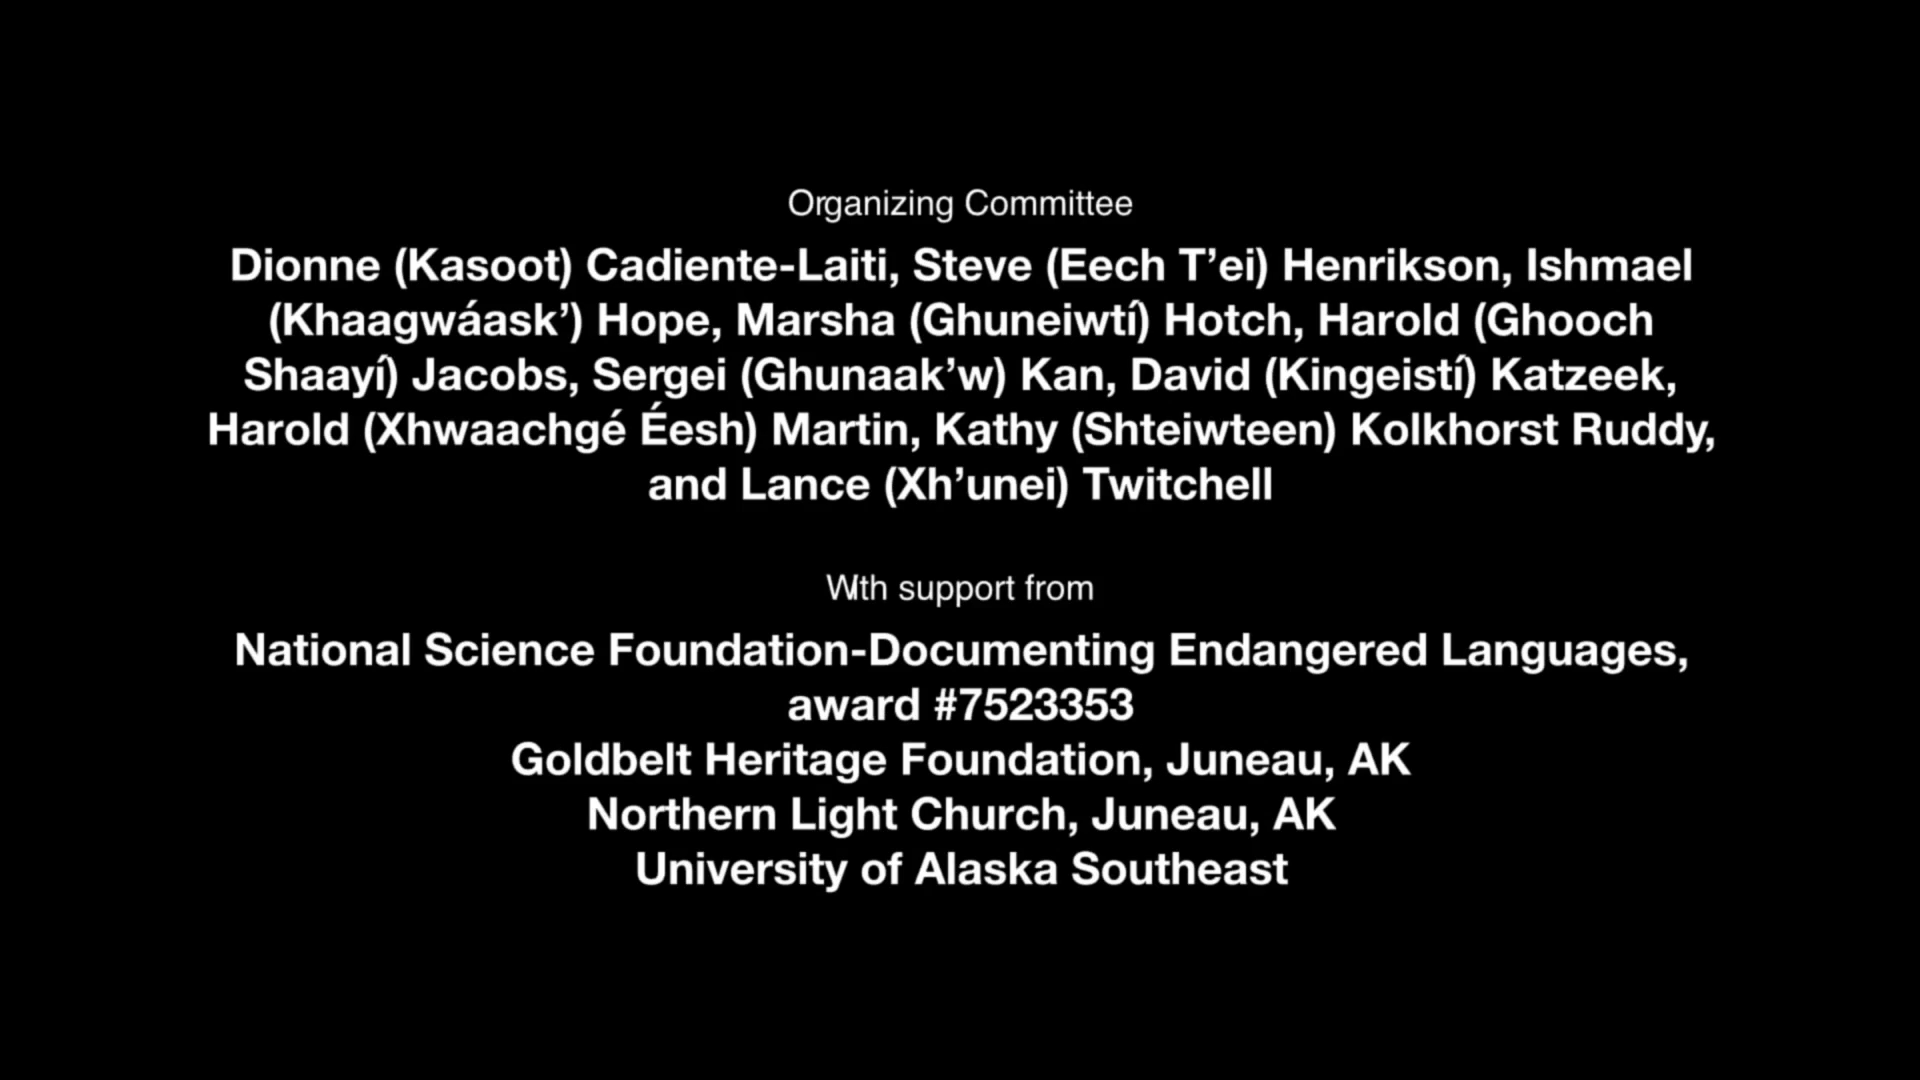 Organizing Committee
Dionne (Kasoot) Cadiente-Laiti, Steve (Eech T’ei) Henrikson, Ishmael
(Khaagwáask’) Hope, Marsha (Ghuneiwtí) Hotch, Harold (Ghooch
Shaayí) Jacobs, Sergei (Ghunaak’w) Kan, David (Kingeistí) Katzeek,
Harold (Xhwaachgé Éesh) Martin, Kathy (Shteiwteen) Kolkhorst Ruddy,
and Lance (Xh’unei) Twitchell
With support from
National Science Foundation-Documenting Endangered Languages,
award #7523353
Goldbelt Heritage Foundation, Juneau, AK
Northern Light Church, Juneau, AK
University of Alaska Southeast